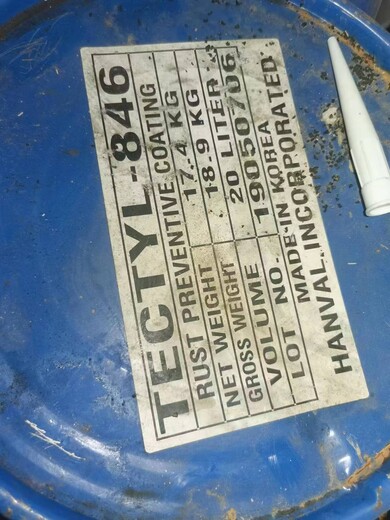 TECTYL-846
RUST PREVENTIVE COATING
NET WEIGHT 17.4 KG
GROSS WEIGHT 18.9 KG
VOLUME 20 LITER
LOT NO. 19050706
MADE IN KOREA
HANVAL.INCORPORATED